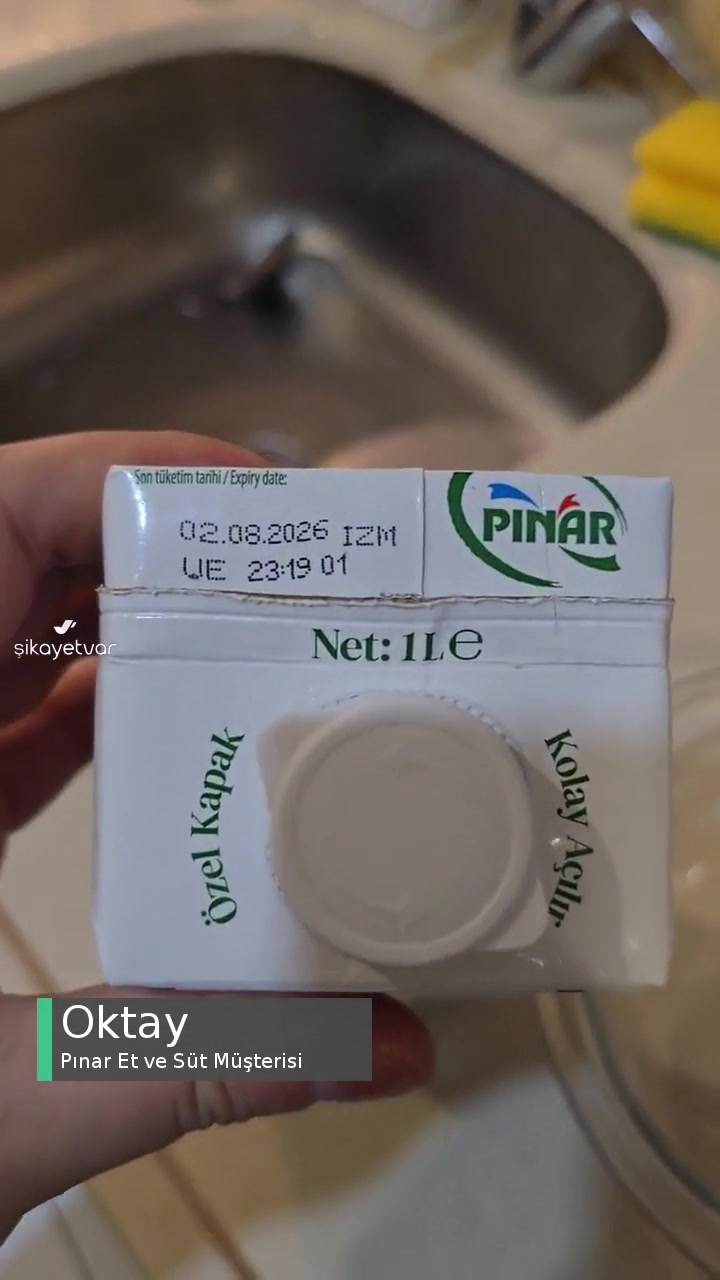 Son tüketim tarihi / Expiry date:
02.08.2026 IZM
UE 23:19 01
PINAR
Net: 1L℮
şikayetvar
Özel Kapak
Kolay Açılır.
Oktay
Pınar Et ve Süt Müşterisi